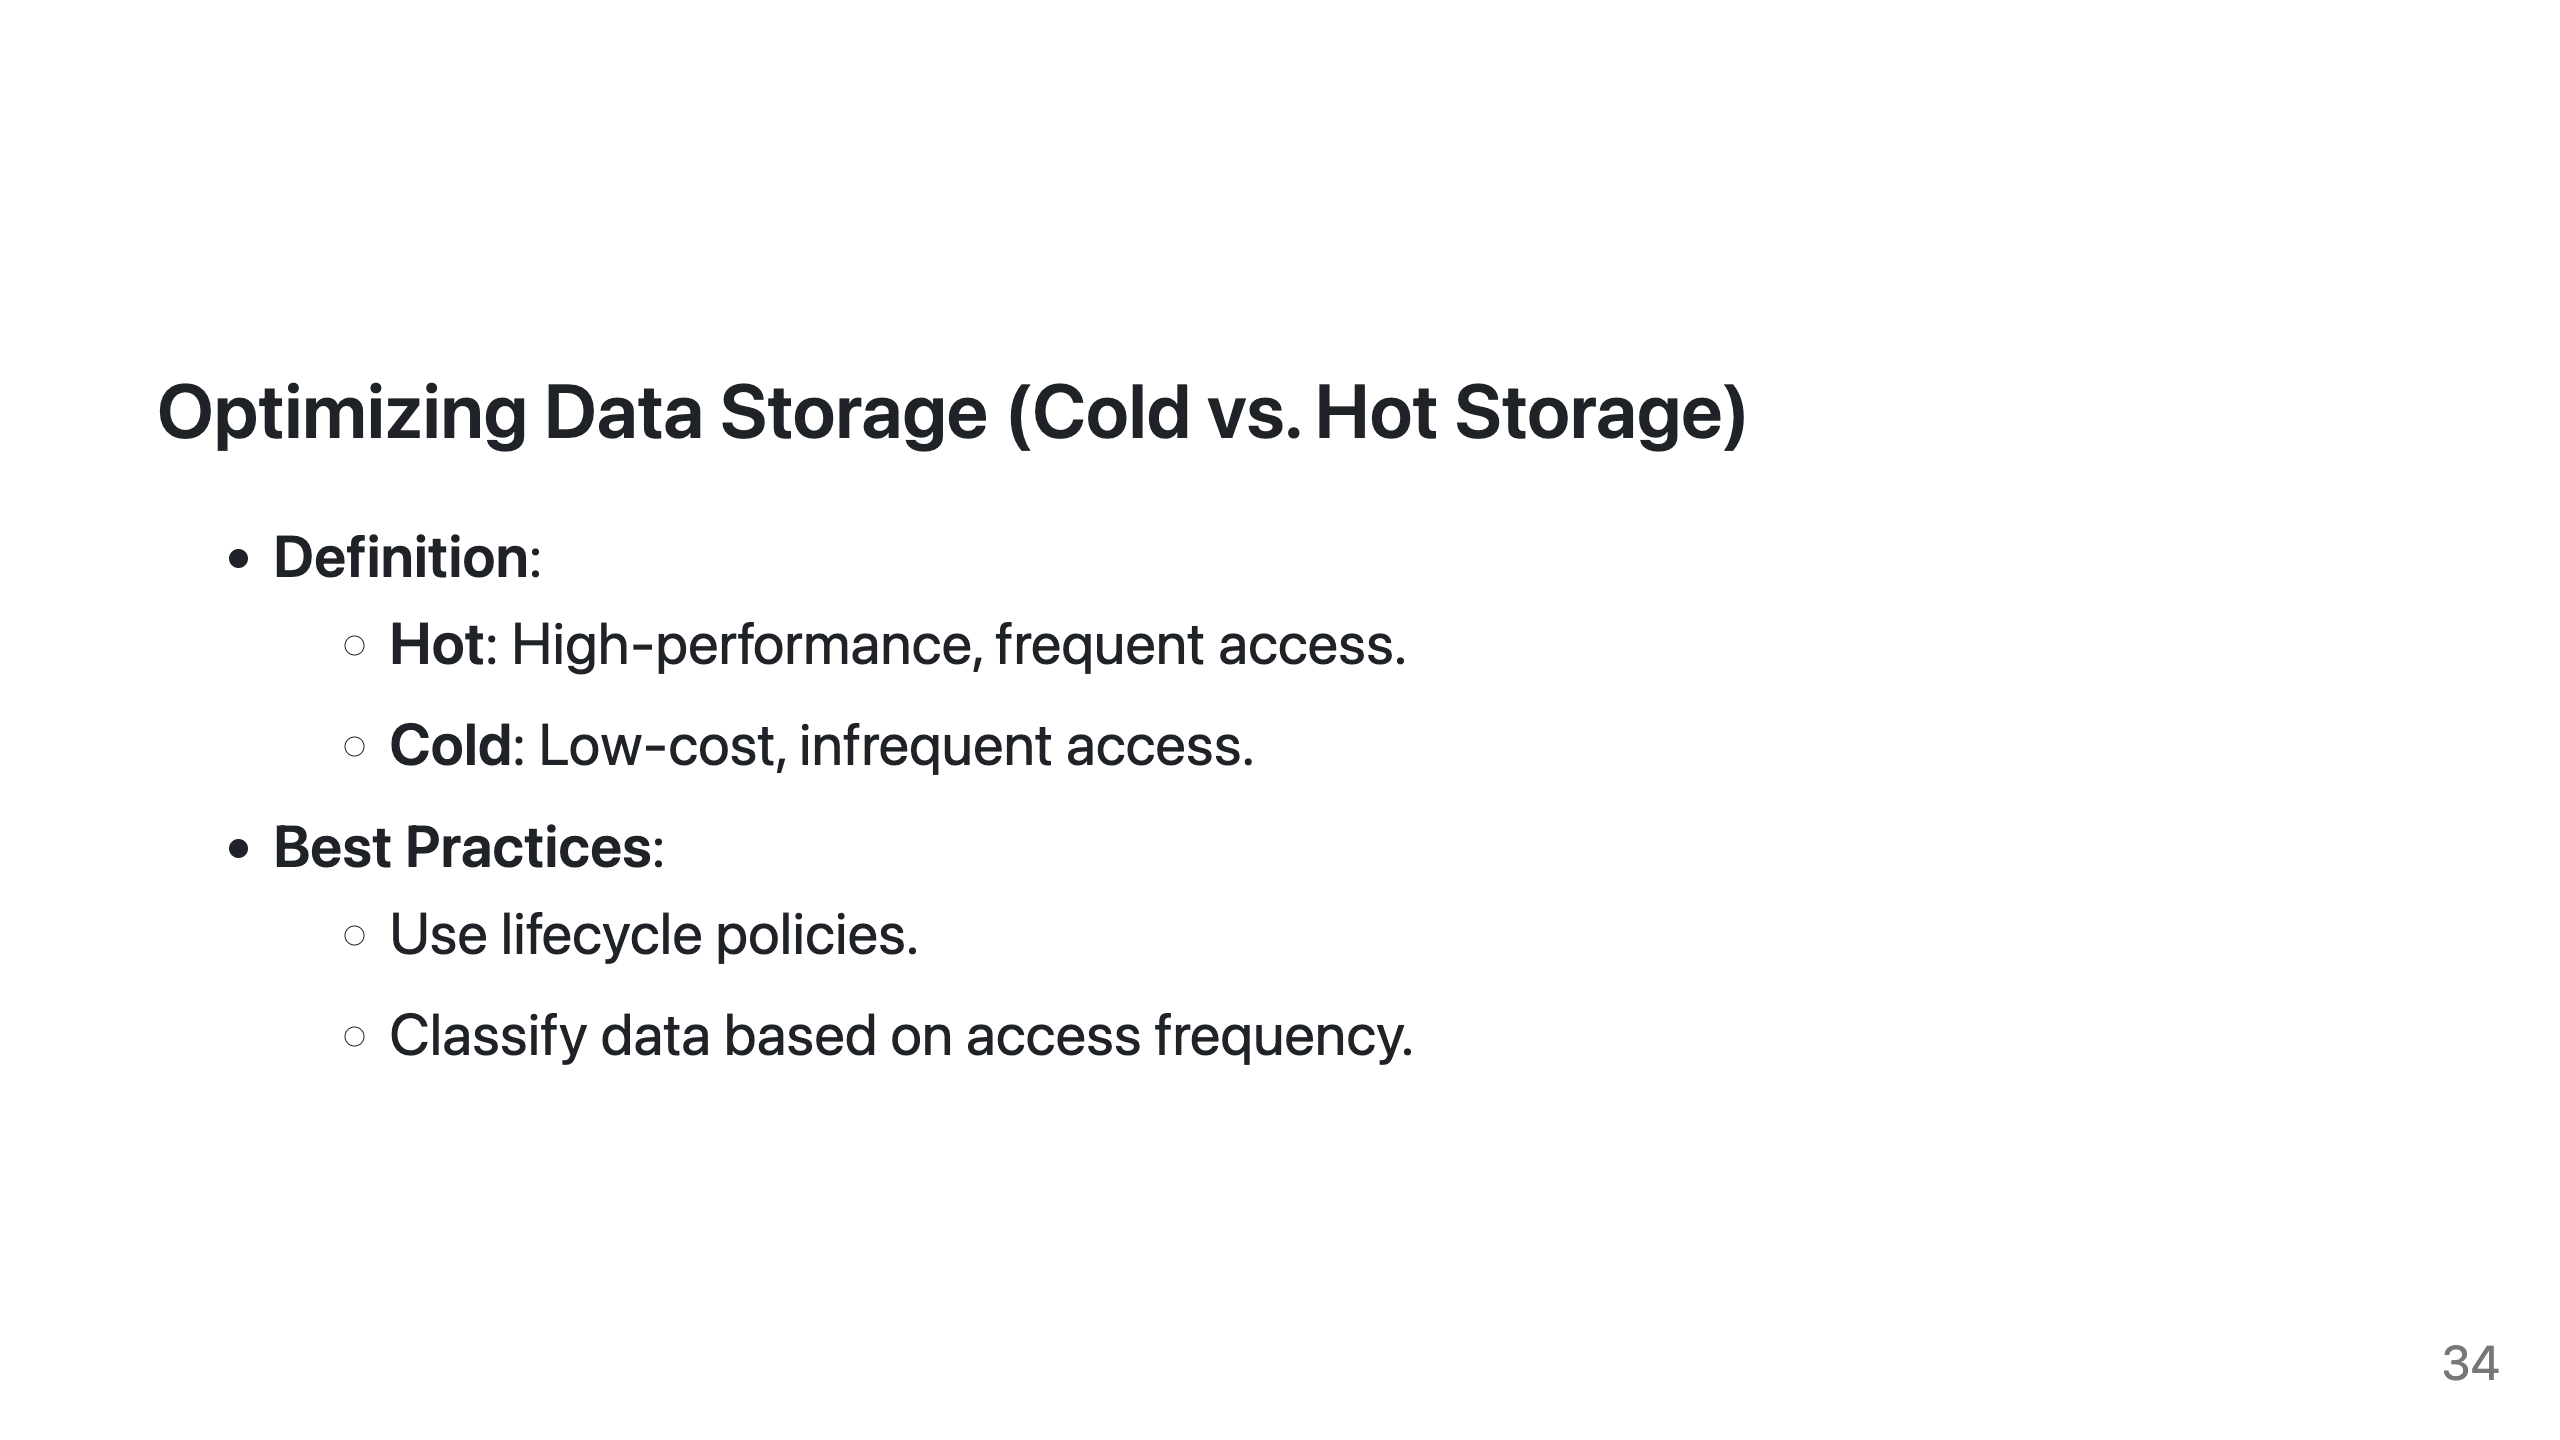 Optimizing Data Storage (Cold vs. Hot Storage)
• Definition:
○ Hot: High-performance, frequent access.
○ Cold: Low-cost, infrequent access.
• Best Practices:
○ Use lifecycle policies.
○ Classify data based on access frequency.
34